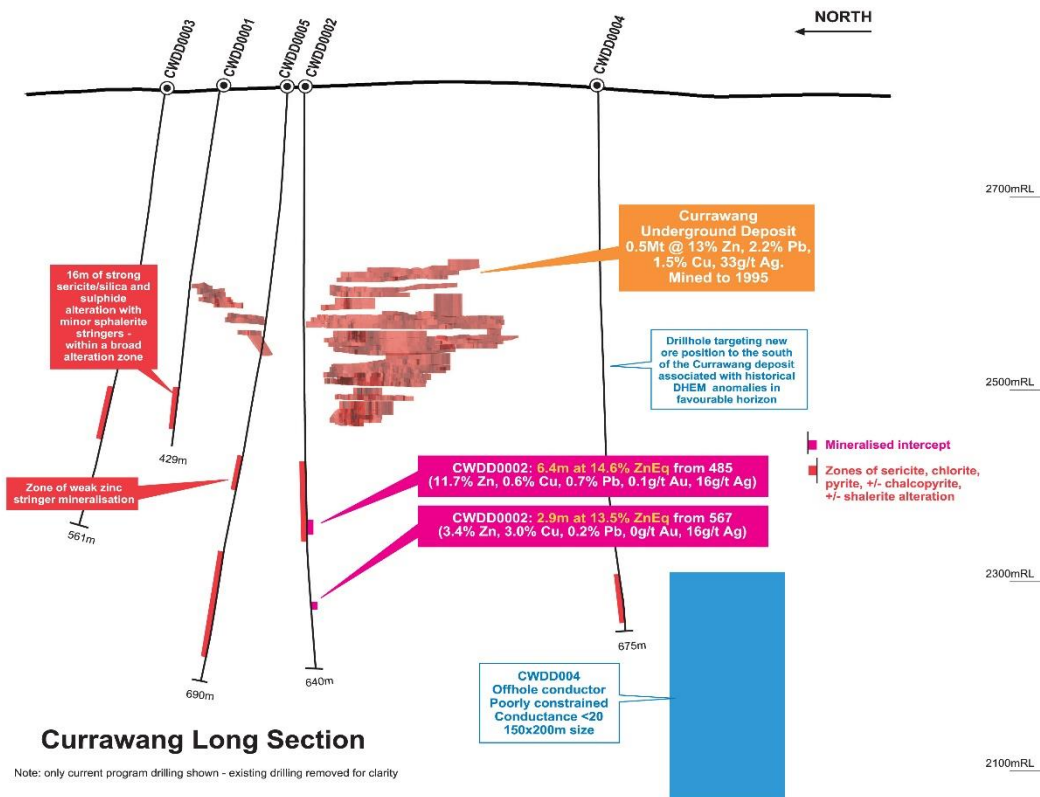 CWDD0003
CWDD0001
CWDD0005
CWDD0002
CWDD0004
NORTH
2700mRL
Currawang
Underground Deposit
0.5Mt @ 13% Zn, 2.2% Pb,
1.5% Cu, 33g/t Ag.
Mined to 1995
16m of strong
sericite/silica and
sulphide
alteration with
minor sphalerite
stringers -
within a broad
alteration zone
Drillhole targeting new
ore position to the south
of the Currawang deposit
associated with historical
DHEM anomalies in
favourable horizon
2500mRL
429m
Mineralised intercept
Zones of sericite, chlorite,
pyrite, +/- chalcopyrite,
+/- shalerite alteration
CWDD0002: 6.4m at 14.6% ZnEq from 485
(11.7% Zn, 0.6% Cu, 0.7% Pb, 0.1g/t Au, 16g/t Ag)
Zone of weak zinc
stringer mineralisation
CWDD0002: 2.9m at 13.5% ZnEq from 567
(3.4% Zn, 3.0% Cu, 0.2% Pb, 0g/t Au, 16g/t Ag)
561m
2300mRL
675m
640m
690m
CWDD004
Offhole conductor
Poorly constrained
Conductance <20
150x200m size
Currawang Long Section
Note: only current program drilling shown - existing drilling removed for clarity
2100mRL